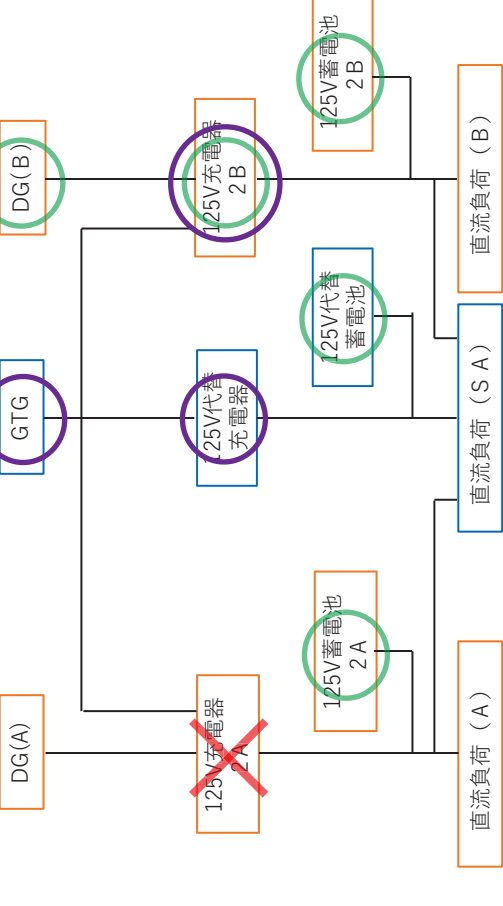 DG(B)
125V充電器
2B
125V蓄電池
2B
直流負荷（B）
GTG
125V代替
充電器
125V代替
蓄電池
直流負荷（SA）
DG(A)
125V充電器
2A
125V蓄電池
2A
直流負荷（A）